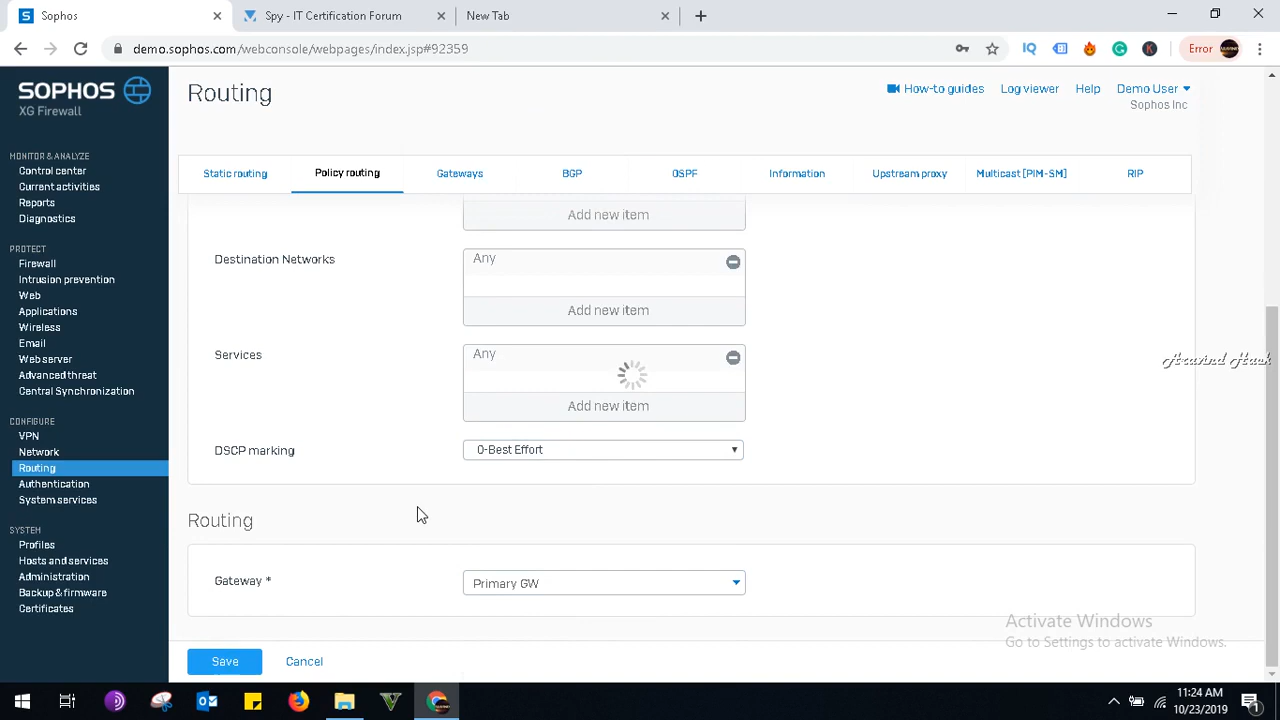 Sophos
Spy - IT Certification Forum
New Tab
demo.sophos.com/webconsole/webpages/index.jsp#92359
IQ
K
Error
SOPHOS
XG Firewall
Routing
How-to guides
Log viewer
Help
Demo User
Sophos Inc
MONITOR & ANALYZE
Control center
Current activities
Reports
Diagnostics
PROTECT
Firewall
Intrusion prevention
Web
Applications
Wireless
Email
Web server
Advanced threat
Central Synchronization
CONFIGURE
VPN
Network
Routing
Authentication
System services
SYSTEM
Profiles
Hosts and services
Administration
Backup & firmware
Certificates
Static routing
Policy routing
Gateways
BGP
OSPF
Information
Upstream proxy
Multicast [PIM-SM]
RIP
Add new item
Destination Networks
Any
Add new item
Services
Any
Add new item
DSCP marking
0-Best Effort
Routing
Gateway *
Primary GW
Save
Cancel
Aravind Hack
Activate Windows
Go to Settings to activate Windows.
11:24 AM
10/23/2019
1